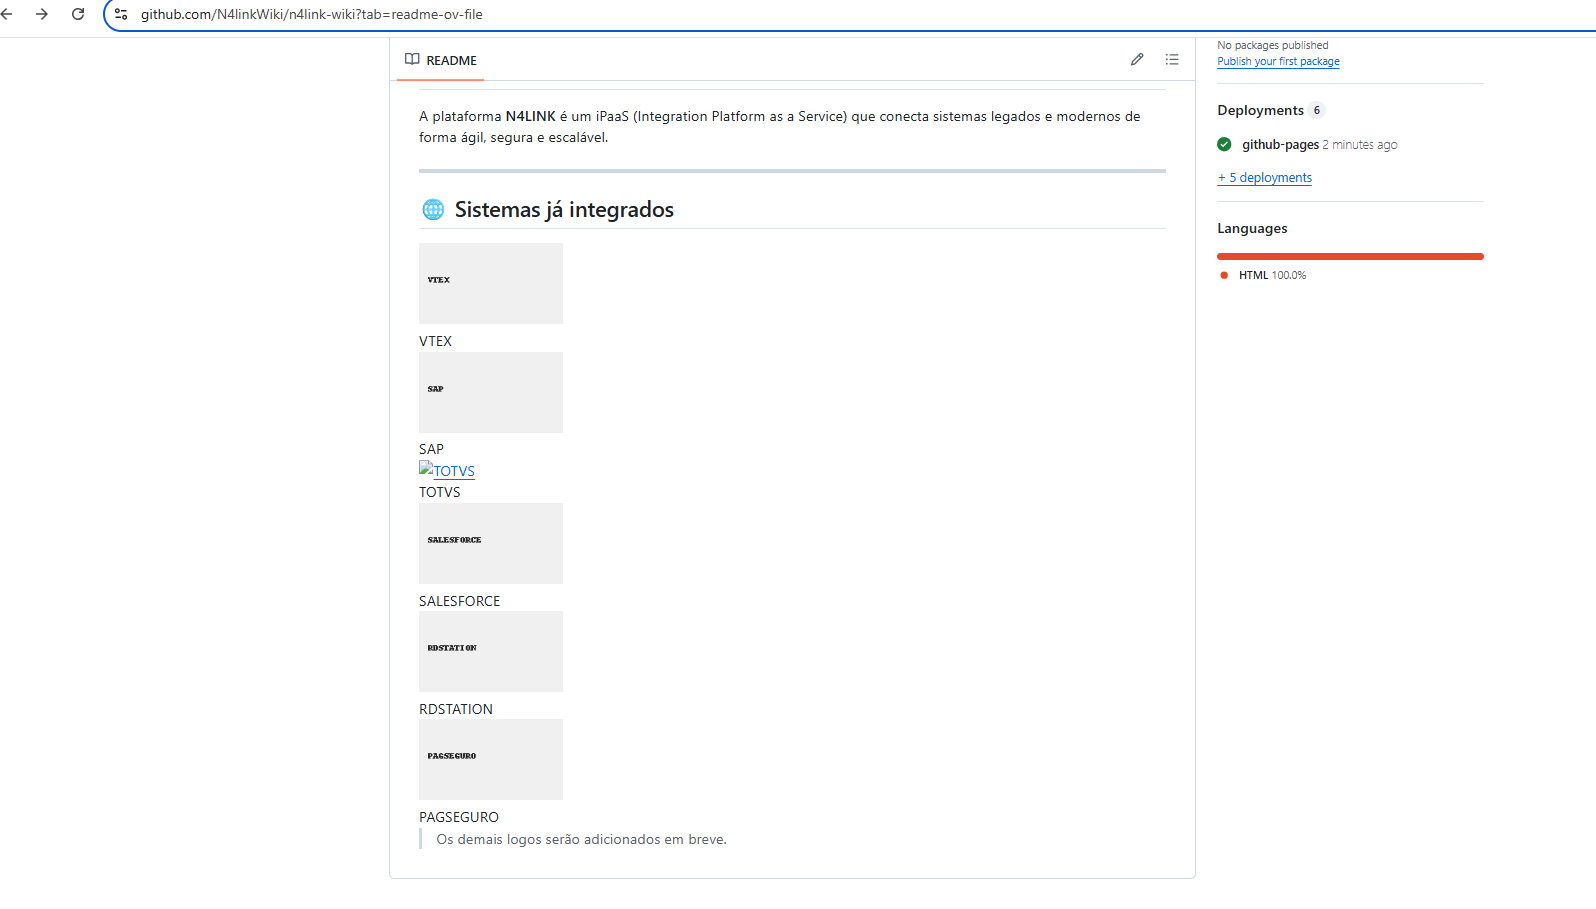 github.com/N4linkWiki/n4link-wiki?tab=readme-ov-file
README
A plataforma N4LINK é um iPaaS (Integration Platform as a Service) que conecta sistemas legados e modernos de
forma ágil, segura e escalável.
Sistemas já integrados
VTEX
VTEX
SAP
SAP
TOTVS
TOTVS
SALESFORCE
SALESFORCE
RDSTATION
RDSTATION
PAGSEGURO
PAGSEGURO
Os demais logos serão adicionados em breve.
No packages published
Publish your first package
Deployments 6
github-pages 2 minutes ago
+ 5 deployments
Languages
HTML 100.0%